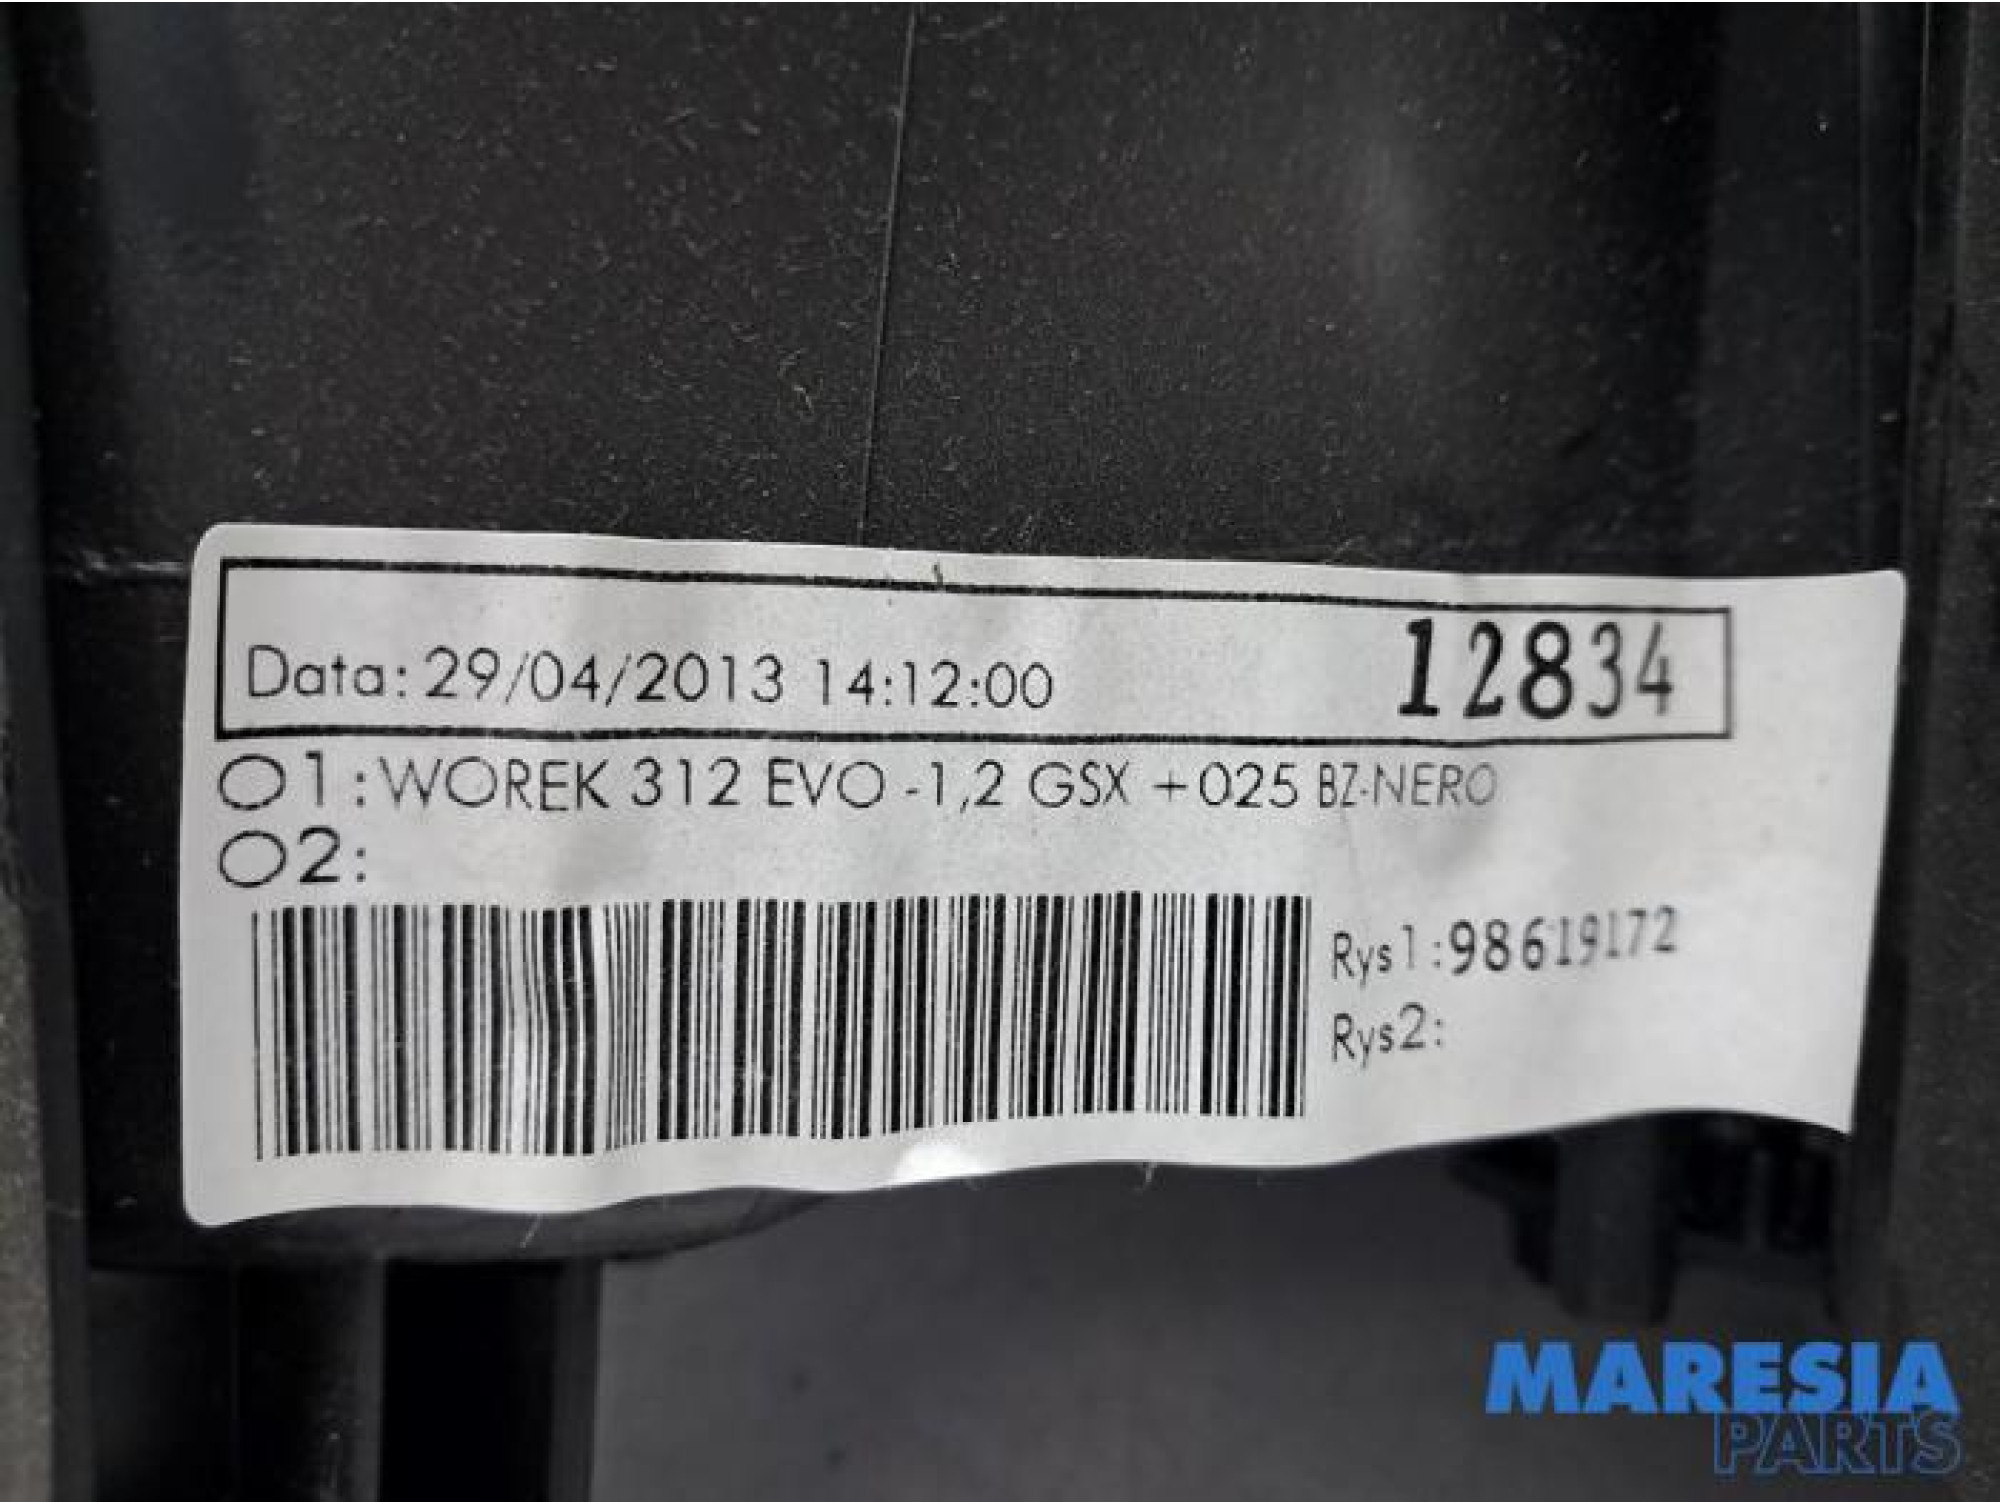 Data: 29/04/2013 14:12:00 12834
O1:WOREK 312 EVO -1,2 GSX +025 BZ-NERO
O2:
Rys1:98619172
Rys2:
MARESIA
PARTS